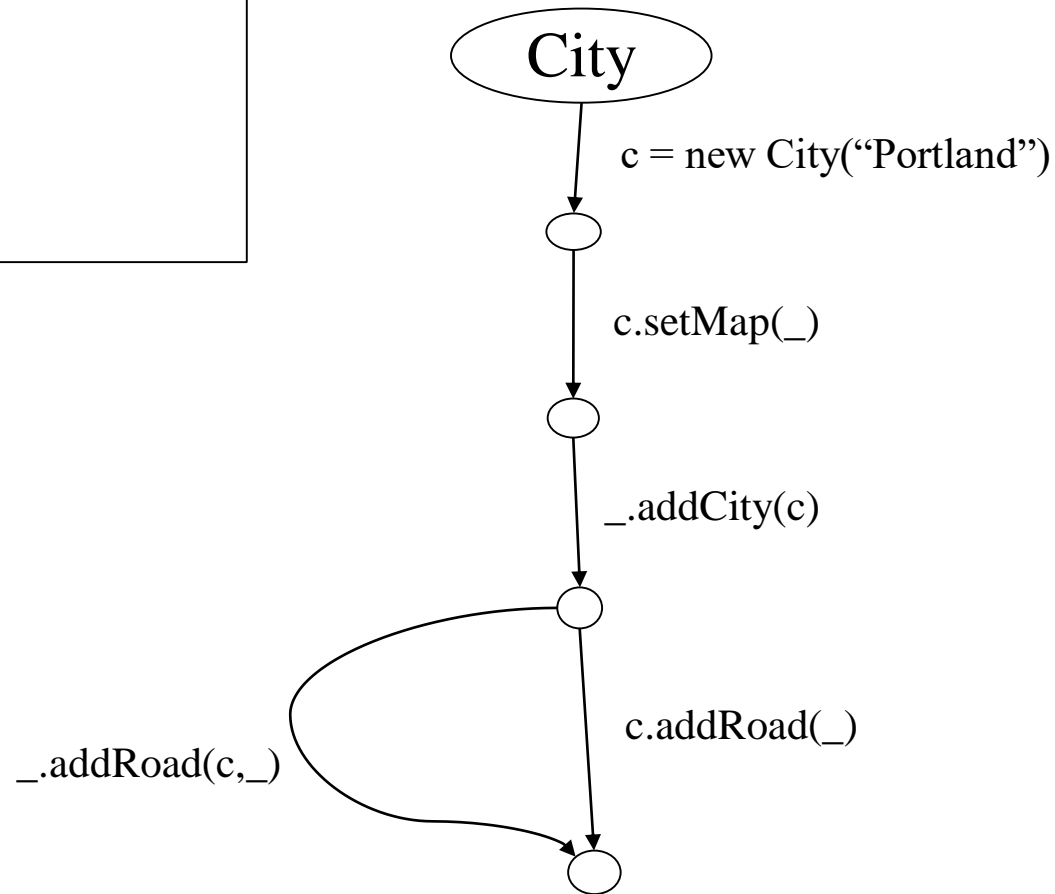 City
c = new City(“Portland”)
c.setMap(_)
_.addCity(c)
c.addRoad(_)
_.addRoad(c,_)